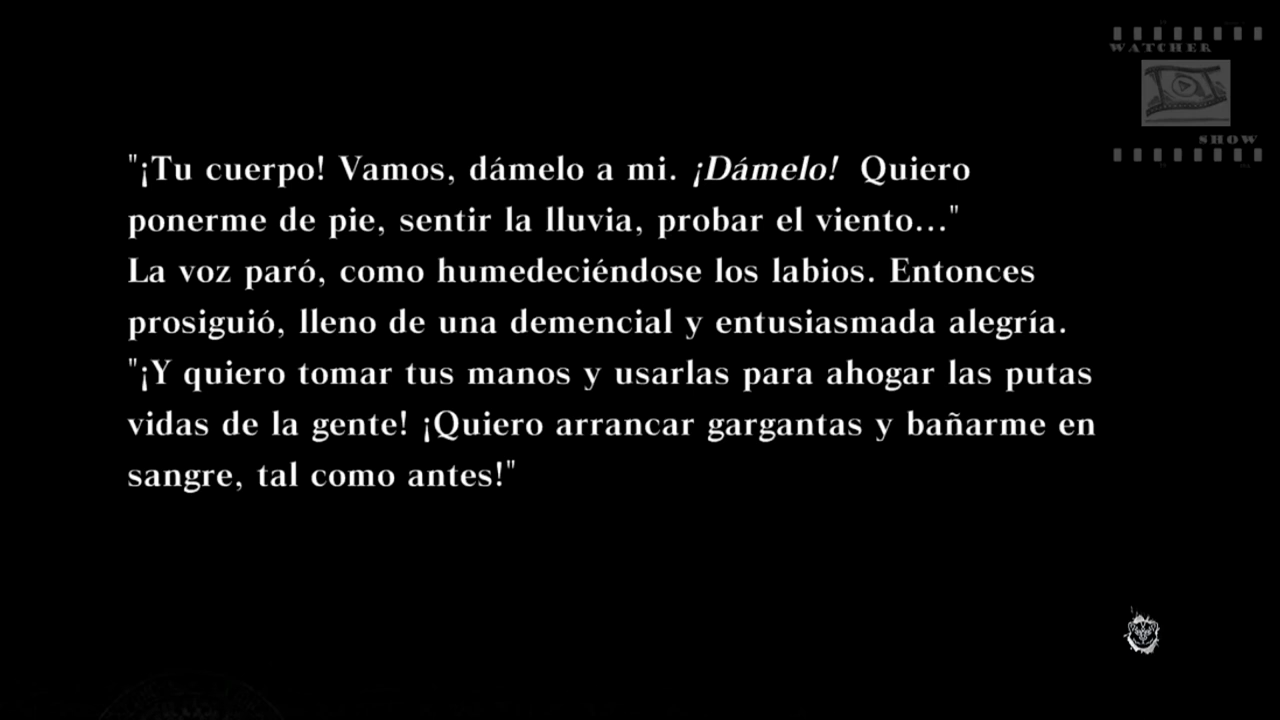 WATCHER
SHOW
"¡Tu cuerpo! Vamos, dámelo a mi. ¡Dámelo! Quiero
ponerme de pie, sentir la lluvia, probar el viento..."
La voz paró, como humedeciéndose los labios. Entonces
prosiguió, lleno de una demencial y entusiasmada alegría.
"¡Y quiero tomar tus manos y usarlas para ahogar las putas
vidas de la gente! ¡Quiero arrancar gargantas y bañarme en
sangre, tal como antes!"